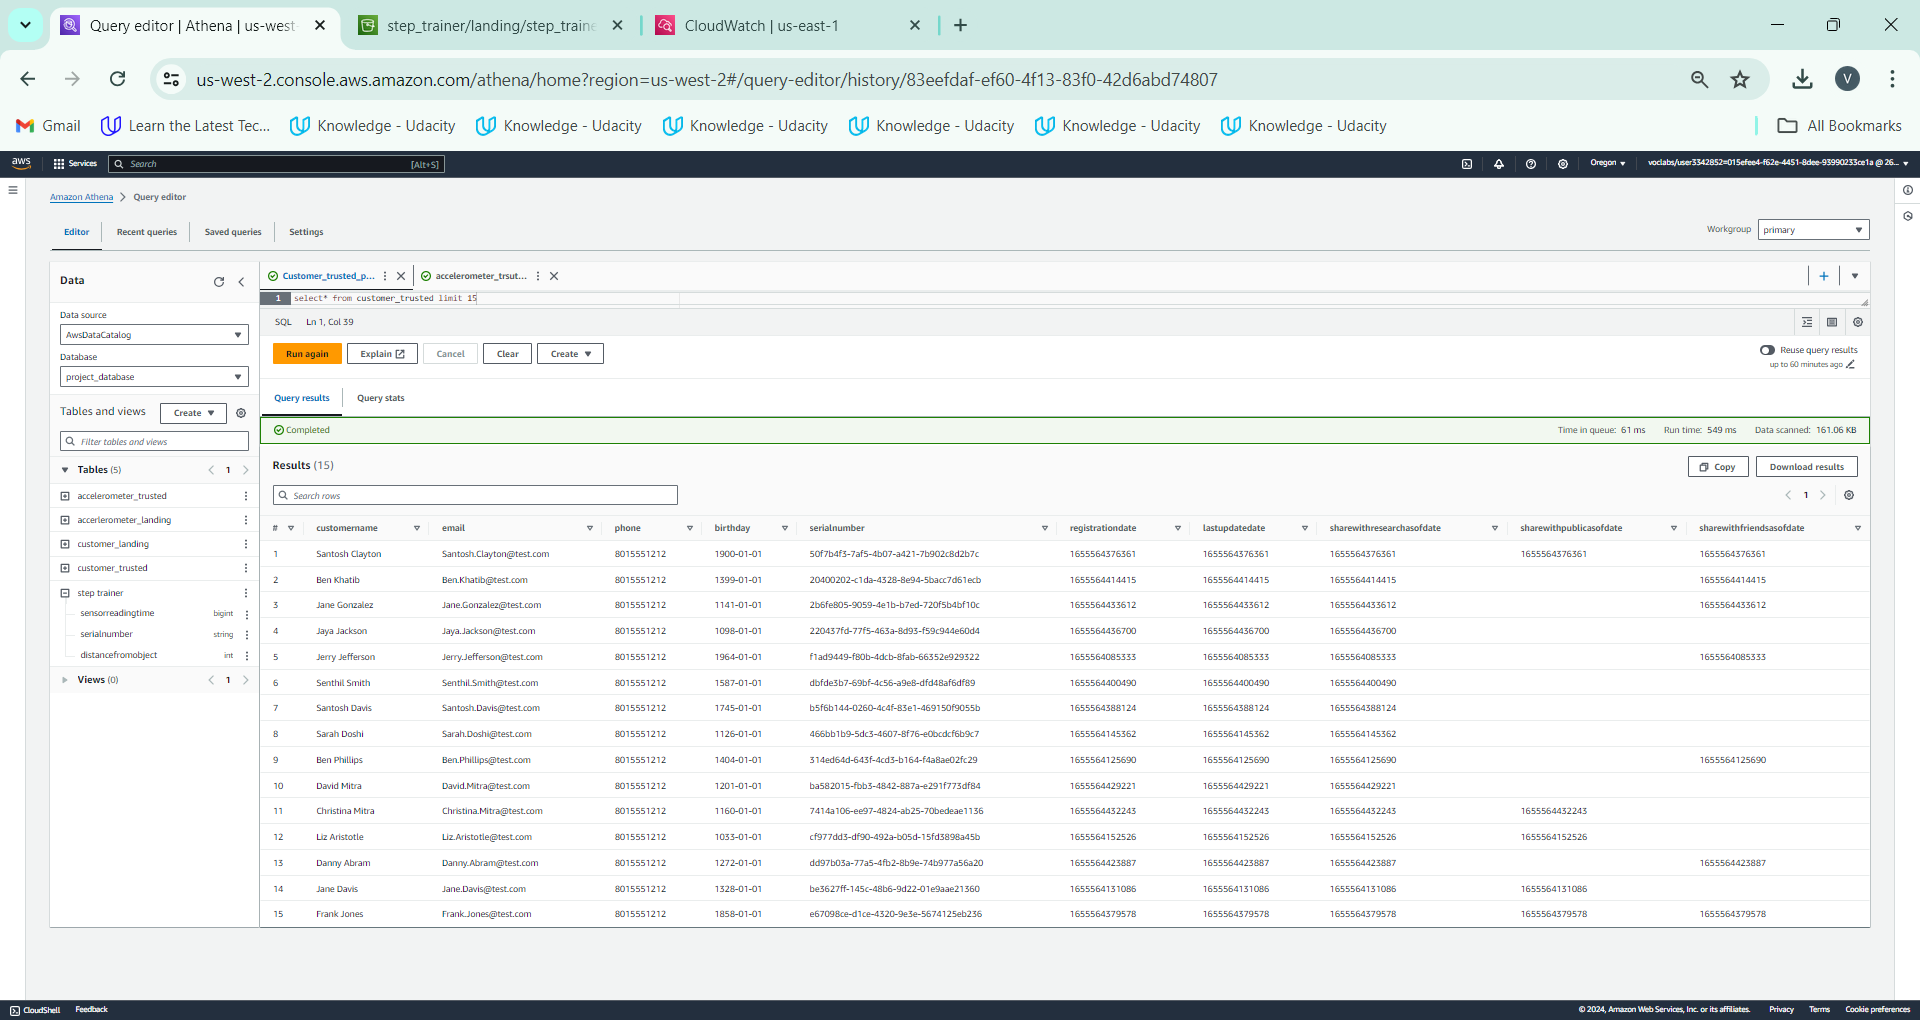 Query editor | Athena | us-west-
step_trainer/landing/step_traine
CloudWatch | us-east-1
us-west-2.console.aws.amazon.com/athena/home?region=us-west-2#/query-editor/history/83eefdaf-ef60-4f13-83f0-42d6abd74807
V
Gmail
Learn the Latest Tec...
Knowledge - Udacity
Knowledge - Udacity
Knowledge - Udacity
Knowledge - Udacity
Knowledge - Udacity
Knowledge - Udacity
All Bookmarks
aws
Services
Search
[Alt+S]
Oregon
voclabs/user3342852=015efee4-f62e-4451-8dee-93990233ce1a @ 26...
Amazon Athena
Query editor
Editor
Recent queries
Saved queries
Settings
Workgroup
primary
Data
Data source
AwsDataCatalog
Database
project_database
Tables and views
Create
Filter tables and views
Tables (5)
1
accelerometer_trusted
accerlerometer_landing
customer_landing
customer_trusted
step trainer
sensorreadingtime bigint
serialnumber string
distancefromobject int
Views (0)
1
Customer_trusted_p...
accelerometer_trsut...
1 select* from customer_trusted limit 15
SQL Ln 1, Col 39
Run again
Explain
Cancel
Clear
Create
Reuse query results
up to 60 minutes ago
Query results
Query stats
Completed
Time in queue: 61 ms
Run time: 549 ms
Data scanned: 161.06 KB
Results (15)
Copy
Download results
Search rows
1
# customername email phone birthday serialnumber registrationdate lastupdatedate sharewithresearchasofdate sharewithpublicasofdate sharewithfriendsasofdate
1 Santosh Clayton Santosh.Clayton@test.com 8015551212 1900-01-01 50f7b4f3-7af5-4b07-a421-7b902c8d2b7c 1655564376361 1655564376361 1655564376361 1655564376361 1655564376361
2 Ben Khatib Ben.Khatib@test.com 8015551212 1399-01-01 20400202-c1da-4328-8e94-5bacc7d61ecb 1655564414415 1655564414415 1655564414415 1655564414415
3 Jane Gonzalez Jane.Gonzalez@test.com 8015551212 1141-01-01 2b6fe805-9059-4e1b-b7ed-720f5b4bf10c 1655564433612 1655564433612 1655564433612 1655564433612
4 Jaya Jackson Jaya.Jackson@test.com 8015551212 1098-01-01 220437fd-77f5-463a-8d93-f59c944e60d4 1655564436700 1655564436700 1655564436700
5 Jerry Jefferson Jerry.Jefferson@test.com 8015551212 1964-01-01 f1ad9449-f80b-4dcb-8fab-66352e929322 1655564085333 1655564085333 1655564085333 1655564085333
6 Senthil Smith Senthil.Smith@test.com 8015551212 1587-01-01 dbfde3b7-69bf-4c56-a9e8-dfd48af6df89 1655564400490 1655564400490 1655564400490
7 Santosh Davis Santosh.Davis@test.com 8015551212 1745-01-01 b5f6b144-0260-4c4f-83e1-469150f9055b 1655564388124 1655564388124 1655564388124
8 Sarah Doshi Sarah.Doshi@test.com 8015551212 1126-01-01 466bb1b9-5dc3-4607-8f76-e0bcdcf6b9c7 1655564145362 1655564145362 1655564145362
9 Ben Phillips Ben.Phillips@test.com 8015551212 1404-01-01 314ed64d-643f-4cd3-b164-f4a8ae02fc29 1655564125690 1655564125690 1655564125690 1655564125690
10 David Mitra David.Mitra@test.com 8015551212 1201-01-01 ba582015-fbb3-4842-887a-e291f773df84 1655564429221 1655564429221 1655564429221
11 Christina Mitra Christina.Mitra@test.com 8015551212 1160-01-01 7414a106-ee97-4824-ab25-70bedeae1136 1655564432243 1655564432243 1655564432243 1655564432243
12 Liz Aristotle Liz.Aristotle@test.com 8015551212 1033-01-01 cf977dd3-df90-492a-b05d-15fd3898a45b 1655564152526 1655564152526 1655564152526 1655564152526
13 Danny Abram Danny.Abram@test.com 8015551212 1272-01-01 dd97b03a-77a5-4fb2-8b9e-74b977a56a20 1655564423887 1655564423887 1655564423887 1655564423887
14 Jane Davis Jane.Davis@test.com 8015551212 1328-01-01 be3627ff-145c-48b6-9d22-01e9aae21360 1655564131086 1655564131086 1655564131086 1655564131086
15 Frank Jones Frank.Jones@test.com 8015551212 1858-01-01 e67098ce-d1ce-4320-9e3e-5674125eb236 1655564379578 1655564379578 1655564379578 1655564379578 1655564379578
CloudShell
Feedback
© 2024, Amazon Web Services, Inc. or its affiliates.
Privacy
Terms
Cookie preferences